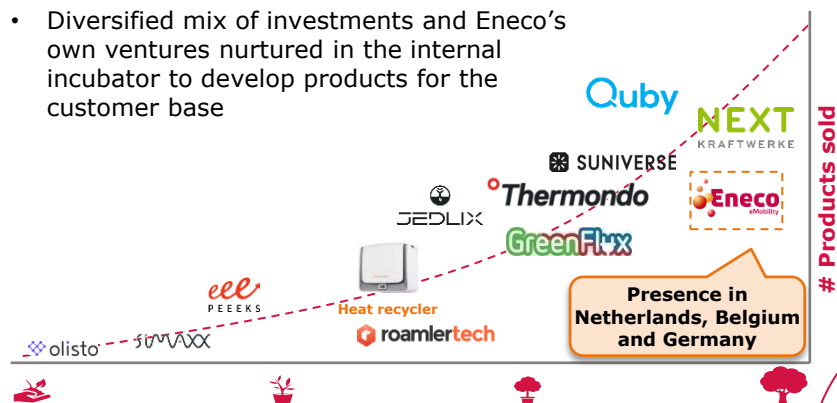 • Diversified mix of investments and Eneco's
own ventures nurtured in the internal
incubator to develop products for the
customer base
Quby
NEXT
KRAFTWERKE
SUNIVERSE
Thermondo
Eneco
eMobility
JEDLIX
GreenFlux
eee
PEEEKS
Heat recycler
roamlertech
Presence in
Netherlands, Belgium
and Germany
olisto
SIMAXX
# Products sold